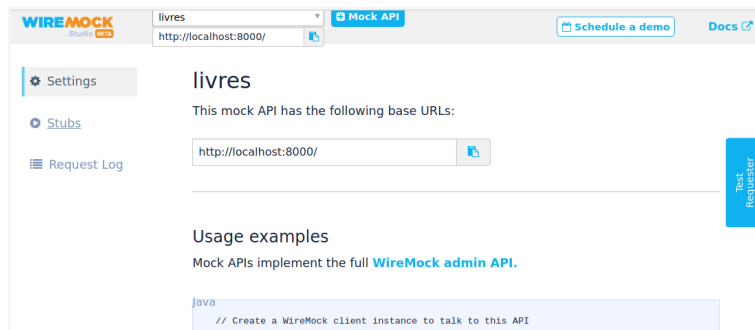 WIREMOCK
Studio BETA
livres
Mock API
http://localhost:8000/
Schedule a demo
Docs
Settings
Stubs
Request Log
livres
This mock API has the following base URLs:
http://localhost:8000/
Test
Requester
Usage examples
Mock APIs implement the full WireMock admin API.
Java
// Create a WireMock client instance to talk to this API